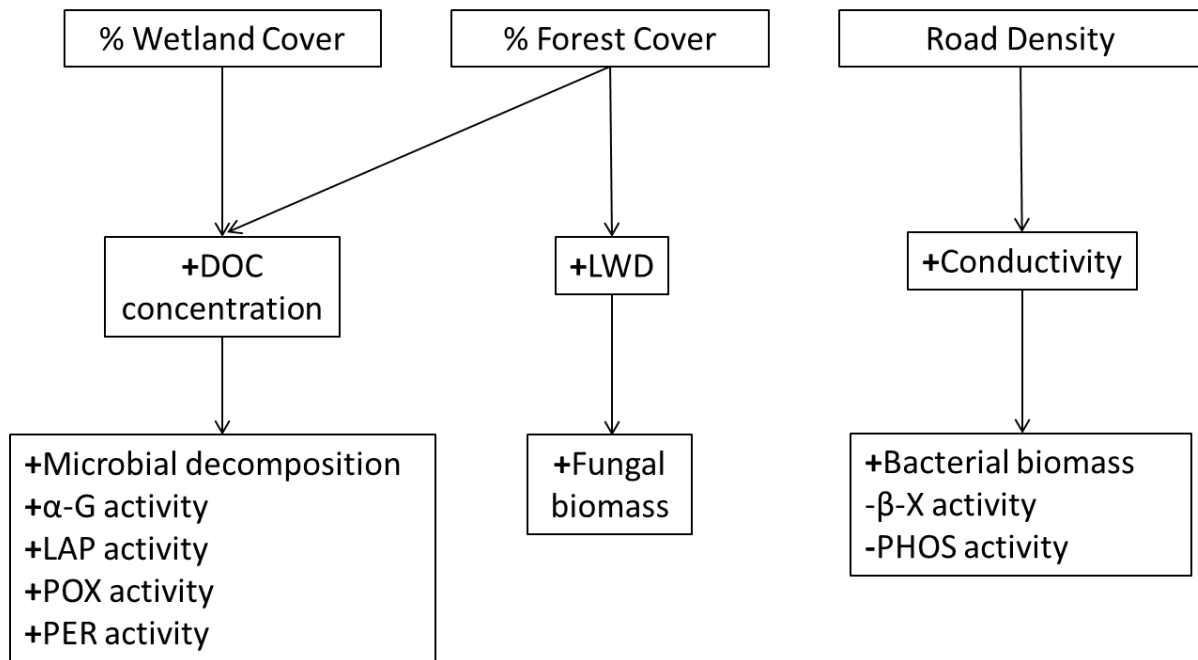 % Wetland Cover
% Forest Cover
Road Density
+DOC
concentration
+LWD
+Conductivity
+Microbial decomposition
+α-G activity
+LAP activity
+POX activity
+PER activity
+Fungal
biomass
+Bacterial biomass
-β-X activity
-PHOS activity